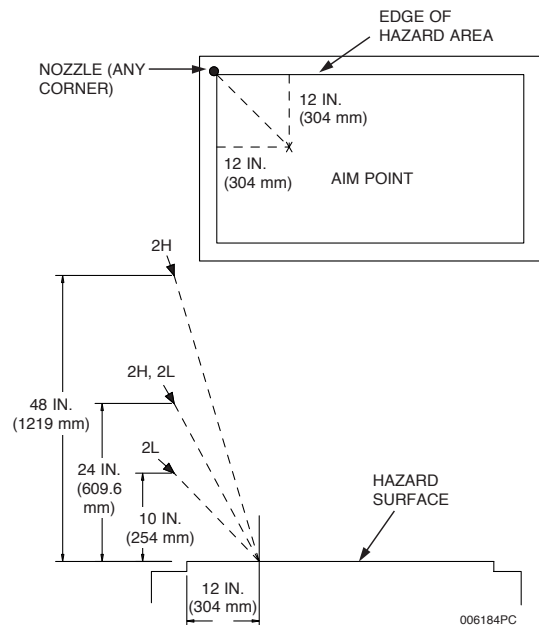 EDGE OF
HAZARD AREA
NOZZLE (ANY
CORNER)
12 IN.
(304 mm)
12 IN.
(304 mm)
X
AIM POINT
2H
2H, 2L
2L
48 IN.
(1219 mm)
24 IN.
(609.6
mm)
10 IN.
(254 mm)
HAZARD
SURFACE
12 IN.
(304 mm)
006184PC